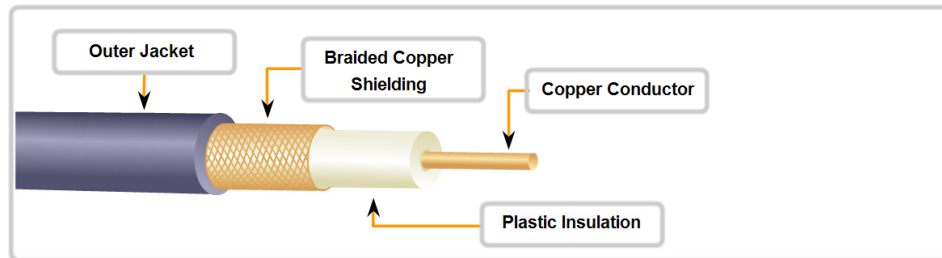 Outer Jacket
Braided Copper
Shielding
Copper Conductor
Plastic Insulation